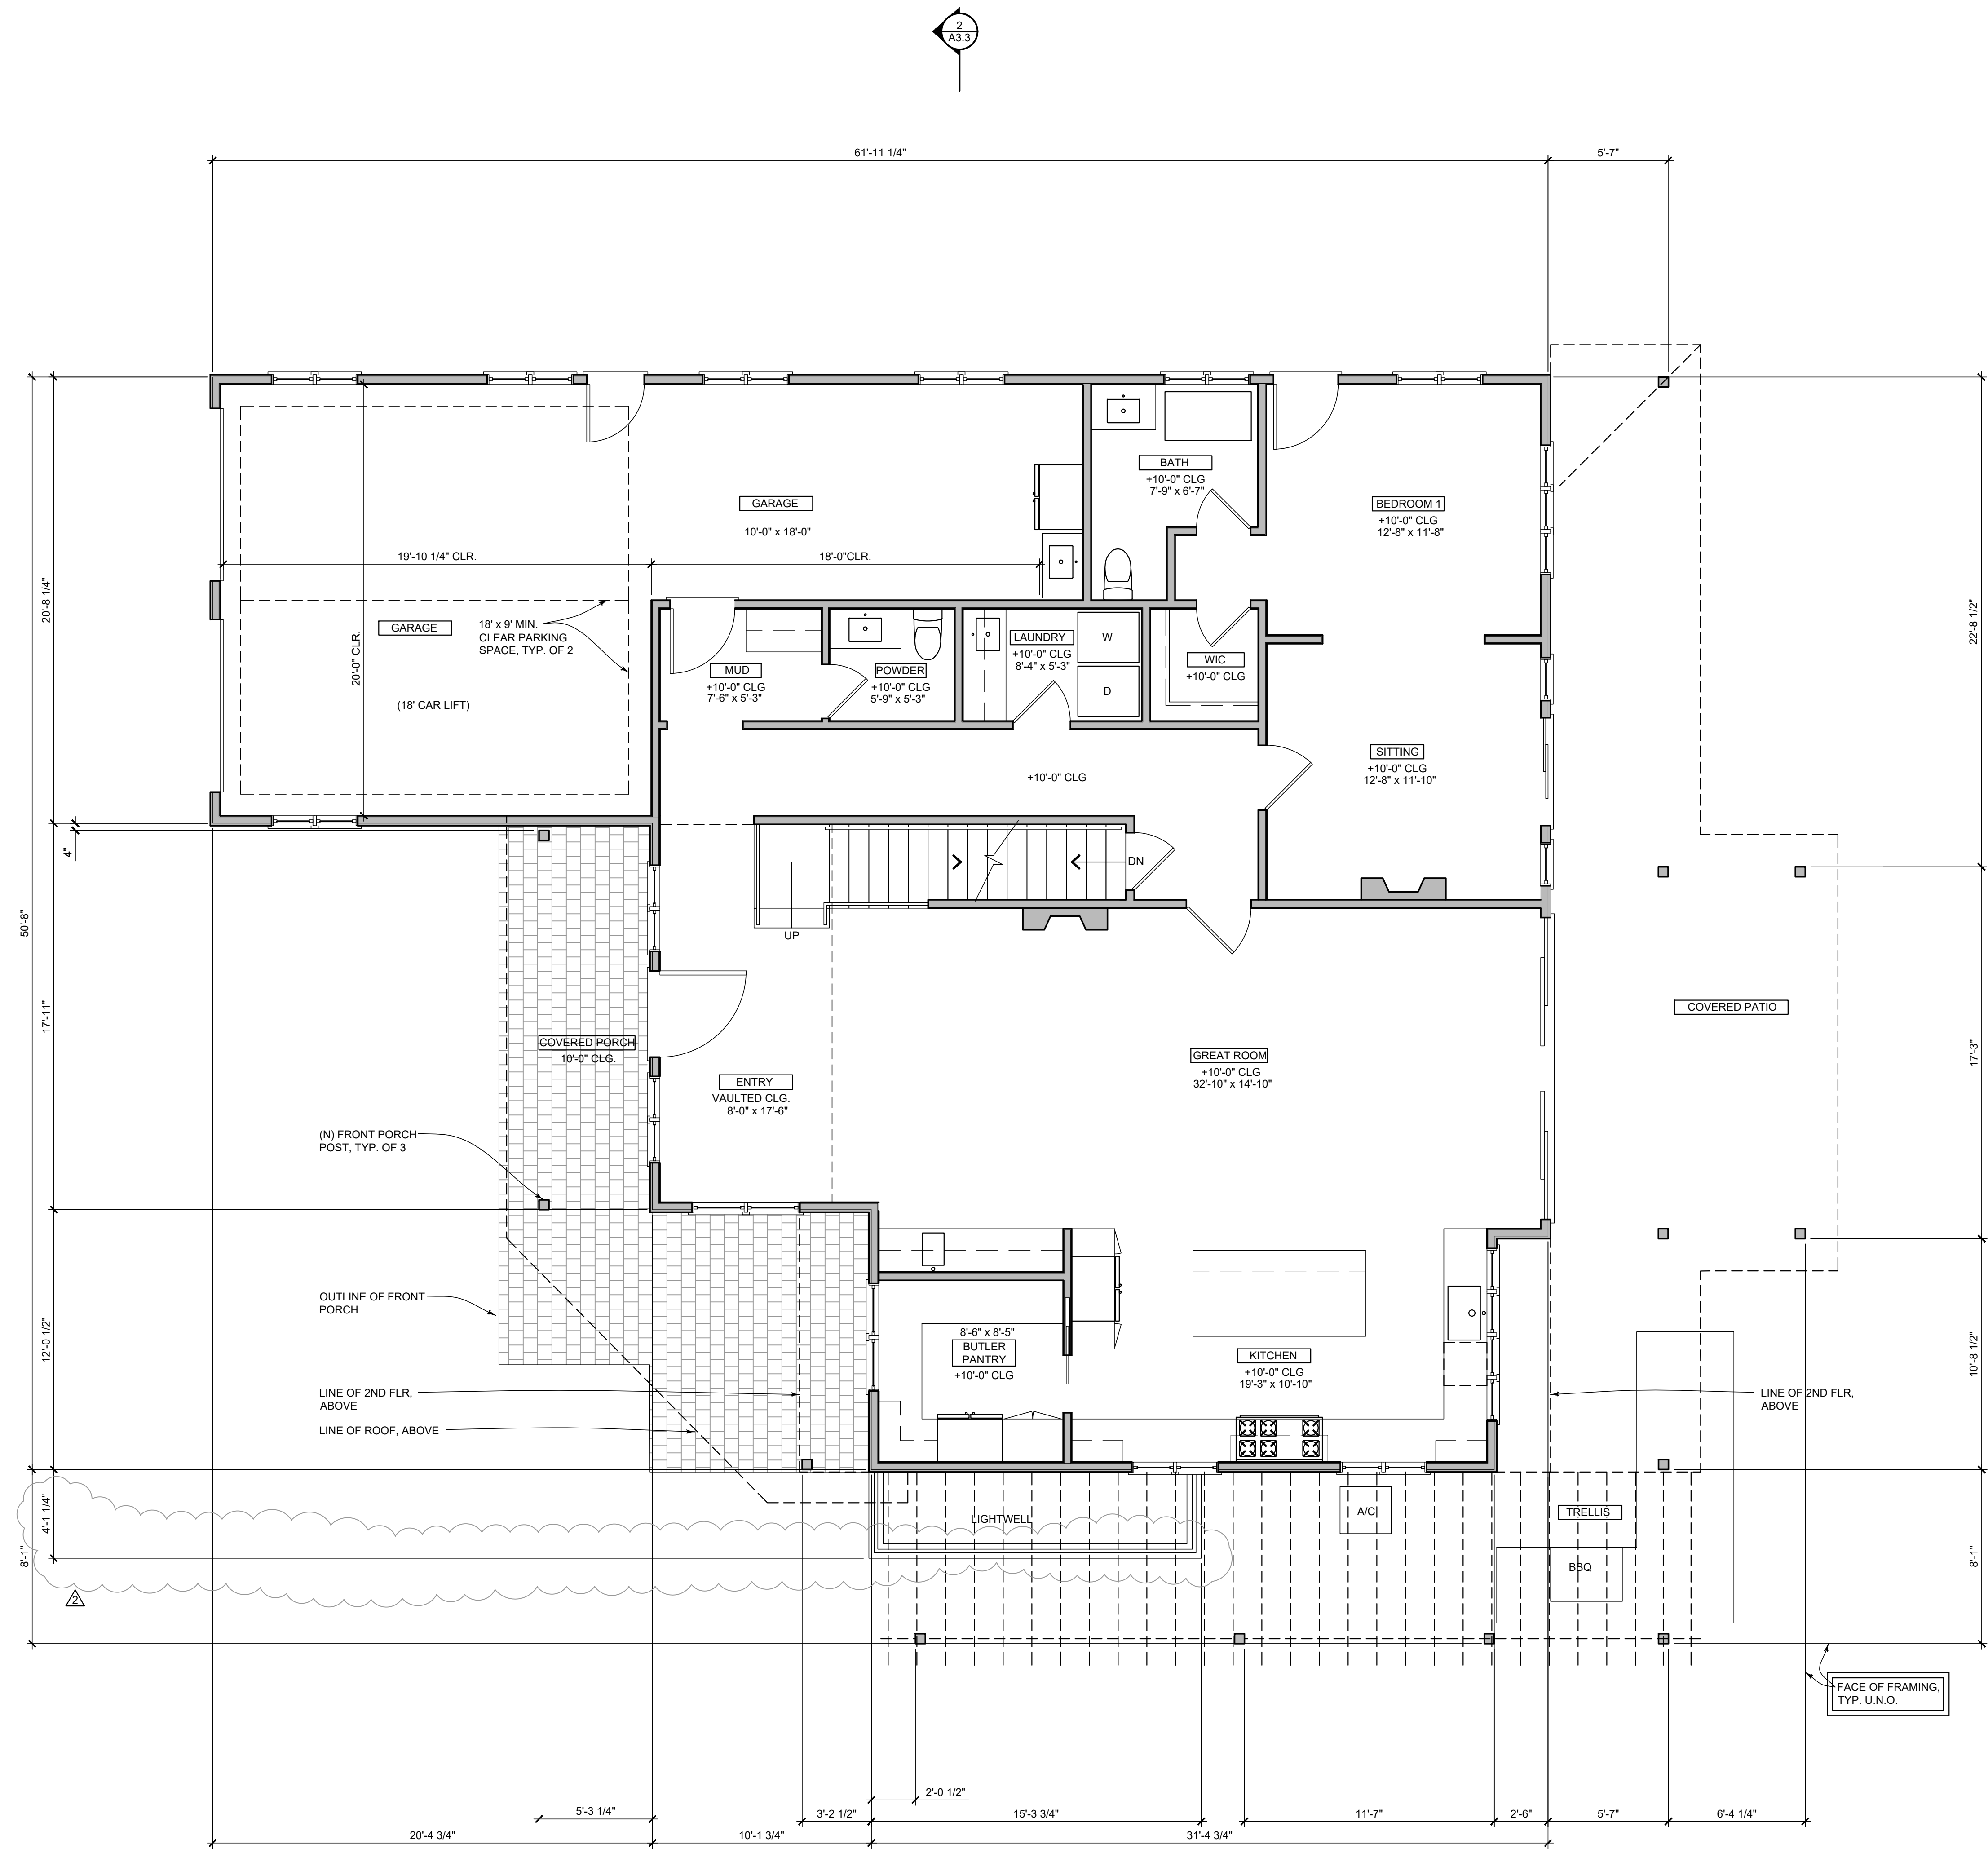 2
A3.3
61'-11 1/4"
5'-7"
BATH
+10'-0" CLG
7'-9" x 6'-7"
GARAGE
10'-0" x 18'-0"
BEDROOM 1
+10'-0" CLG
12'-8" x 11'-8"
19'-10 1/4" CLR.
18'-0"CLR.
20'-8 1/4"
22'-8 1/2"
GARAGE
18' x 9' MIN.
CLEAR PARKING
SPACE, TYP. OF 2
20'-0" CLR.
(18' CAR LIFT)
MUD
+10'-0" CLG
7'-6" x 5'-3"
POWDER
+10'-0" CLG
5'-9" x 5'-3"
LAUNDRY
+10'-0" CLG
8'-4" x 5'-3"
W
D
WIC
+10'-0" CLG
SITTING
+10'-0" CLG
12'-8" x 11'-10"
+10'-0" CLG
4"
DN
UP
50'-8"
17'-11"
COVERED PORCH
10'-0" CLG.
ENTRY
VAULTED CLG.
8'-0" x 17'-6"
GREAT ROOM
+10'-0" CLG
32'-10" x 14'-10"
COVERED PATIO
17'-3"
(N) FRONT PORCH
POST, TYP. OF 3
OUTLINE OF FRONT
PORCH
12'-0 1/2"
8'-6" x 8'-5"
BUTLER
PANTRY
+10'-0" CLG
KITCHEN
+10'-0" CLG
19'-3" x 10'-10"
10'-8 1/2"
LINE OF 2ND FLR,
ABOVE
LINE OF ROOF, ABOVE
LINE OF 2ND FLR,
ABOVE
4'-1 1/4"
8'-1"
LIGHTWELL
A/C
TRELLIS
BBQ
8'-1"
2
FACE OF FRAMING,
TYP. U.N.O.
2'-0 1/2"
5'-3 1/4"
3'-2 1/2"
15'-3 3/4"
11'-7"
2'-6"
5'-7"
6'-4 1/4"
20'-4 3/4"
10'-1 3/4"
31'-4 3/4"